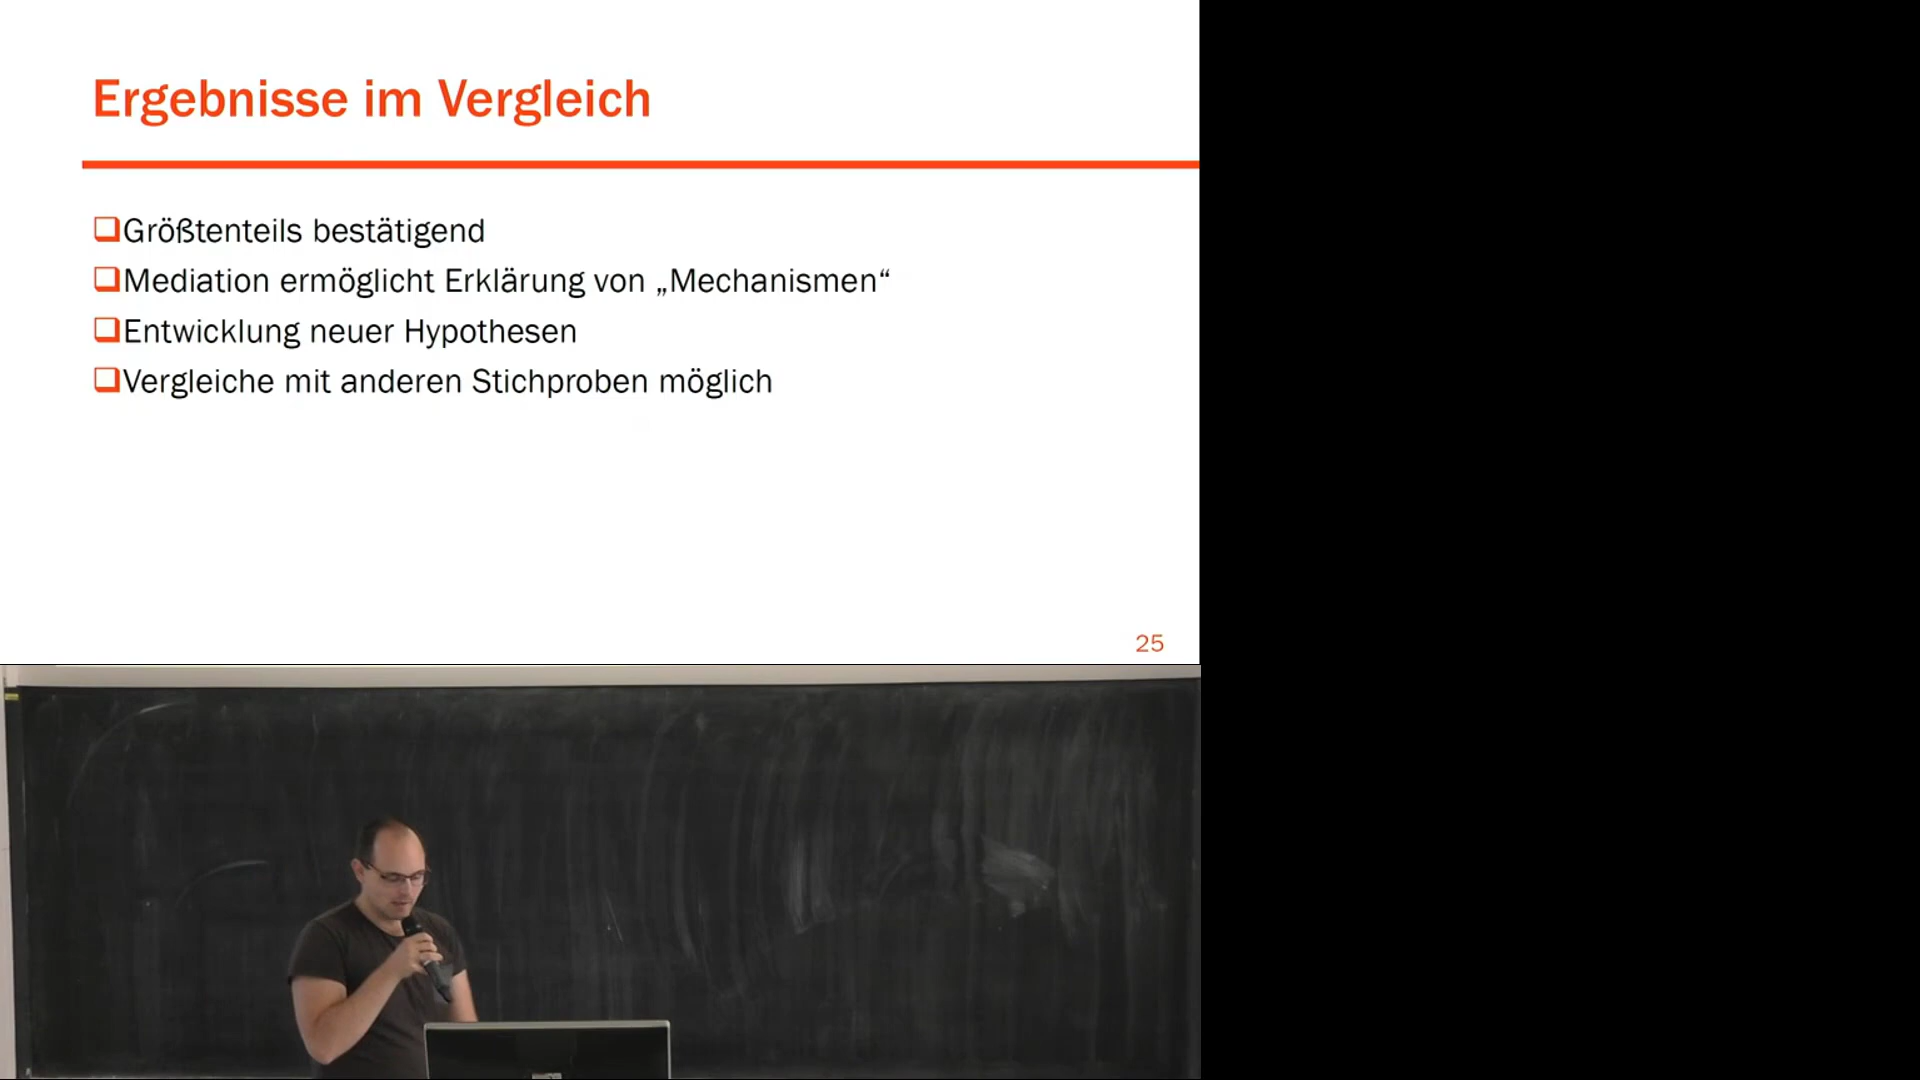 Ergebnisse im Vergleich
Größtenteils bestätigend
Mediation ermöglicht Erklärung von „Mechanismen“
Entwicklung neuer Hypothesen
Vergleiche mit anderen Stichproben möglich
25